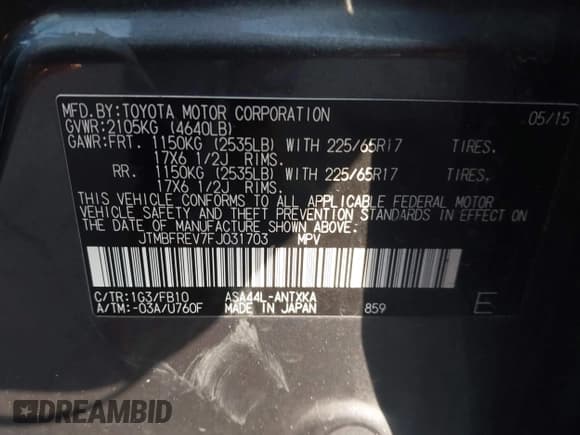 MFD.BY:TOYOTA MOTOR CORPORATION 05/15
GVWR:2105KG (4640LB)
GAWR:FRT. 1150KG (2535LB) WITH 225/65R17 TIRES.
17X6 1/2J RIMS.
RR. 1150KG (2535LB) WITH 225/65R17 TIRES.
17X6 1/2J RIMS.
THIS VEHICLE CONFORMS TO ALL APPLICABLE FEDERAL MOTOR
VEHICLE SAFETY AND THEFT PREVENTION STANDARDS IN EFFECT ON
THE DATE OF MANUFACTURE SHOWN ABOVE.
JTMBFREV7FJ031703 MPV
C/TR:1G3/FB10 ASA44L-ANTXKA
A/TM:-03A/U760F MADE IN JAPAN 859 E
DREAMBID